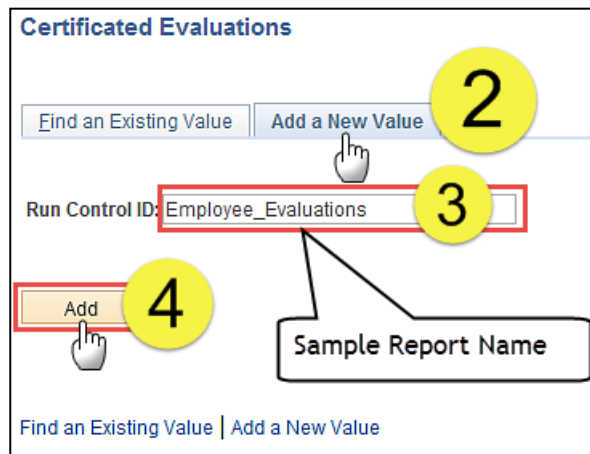 Certificated Evaluations
Find an Existing Value Add a New Value 2
Run Control ID: Employee_Evaluations 3
Add 4
Sample Report Name
Find an Existing Value | Add a New Value